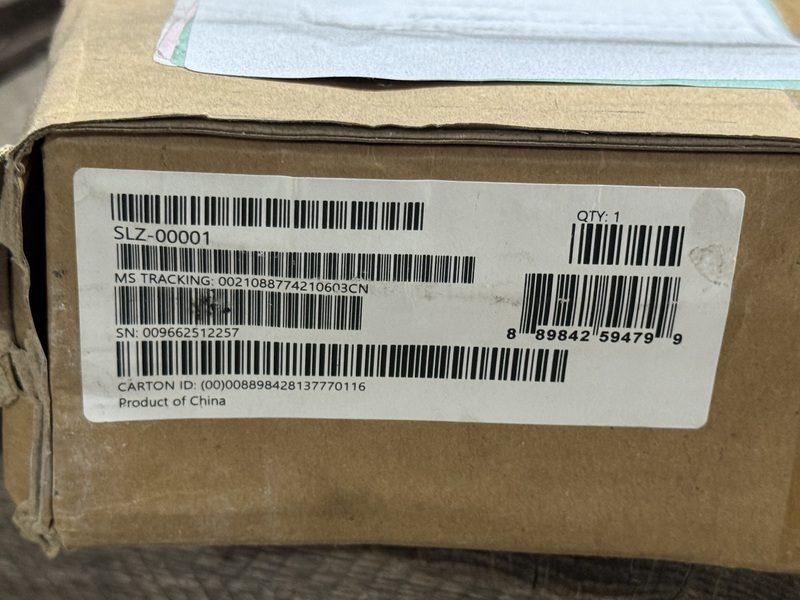 SLZ-00001
QTY: 1
MS TRACKING: 0021088774210603CN
SN: 009662512257
8 89842 59479 9
CARTON ID: (00)008898428137770116
Product of China